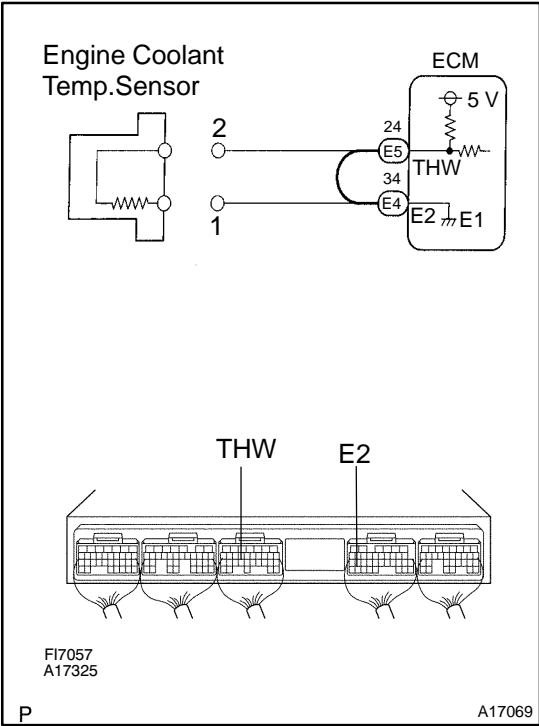 Engine Coolant
Temp.Sensor
ECM
5 V
2
24
E5
THW
34
E4
1
E2
E1
THW
E2
FI7057
A17325
P
A17069